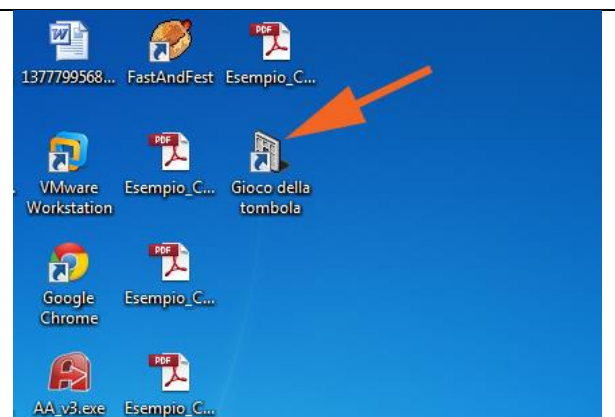 1377799568... FastAndFest Esempio_C...
VMware Workstation Esempio_C... Gioco della tombola
Google Chrome Esempio_C...
AA_v3.exe Esempio_C...
PDF
PDF
PDF
PDF